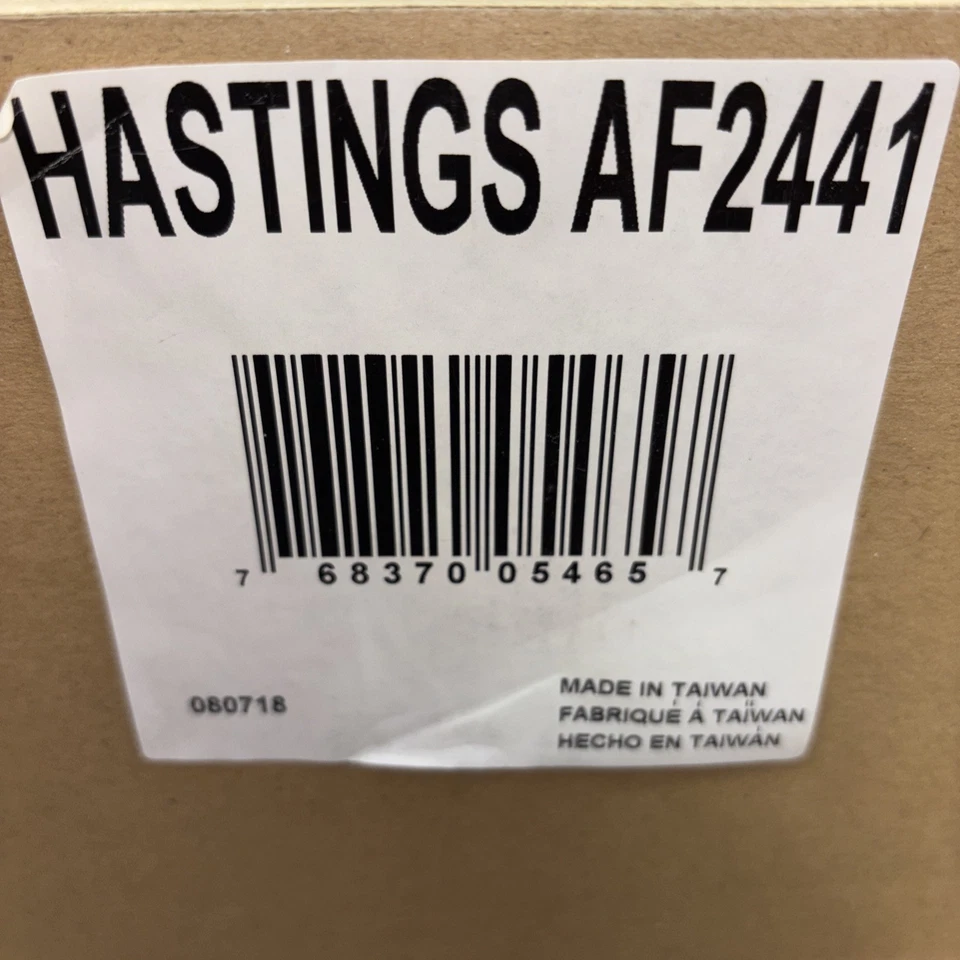 HASTINGS AF2441
7 68370 05465 7
080718
MADE IN TAIWAN
FABRIQUÉ À TAÏWAN
HECHO EN TAIWÁN